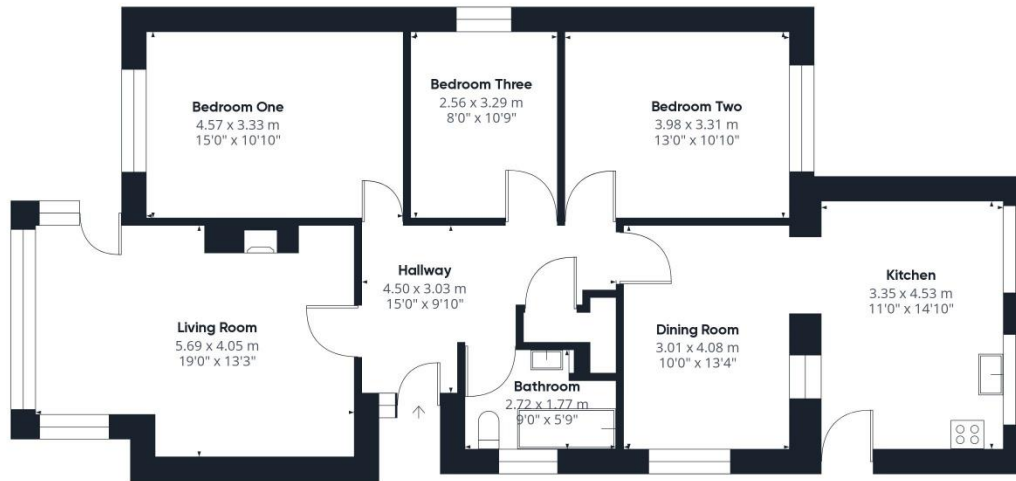 Bedroom One
4.57 x 3.33 m
15'0" x 10'10"
Bedroom Three
2.56 x 3.29 m
8'0" x 10'9"
Bedroom Two
3.98 x 3.31 m
13'0" x 10'10"
Living Room
5.69 x 4.05 m
19'0" x 13'3"
Hallway
4.50 x 3.03 m
15'0" x 9'10"
Bathroom
2.72 x 1.77 m
9'0" x 5'9"
Dining Room
3.01 x 4.08 m
10'0" x 13'4"
Kitchen
3.35 x 4.53 m
11'0" x 14'10"